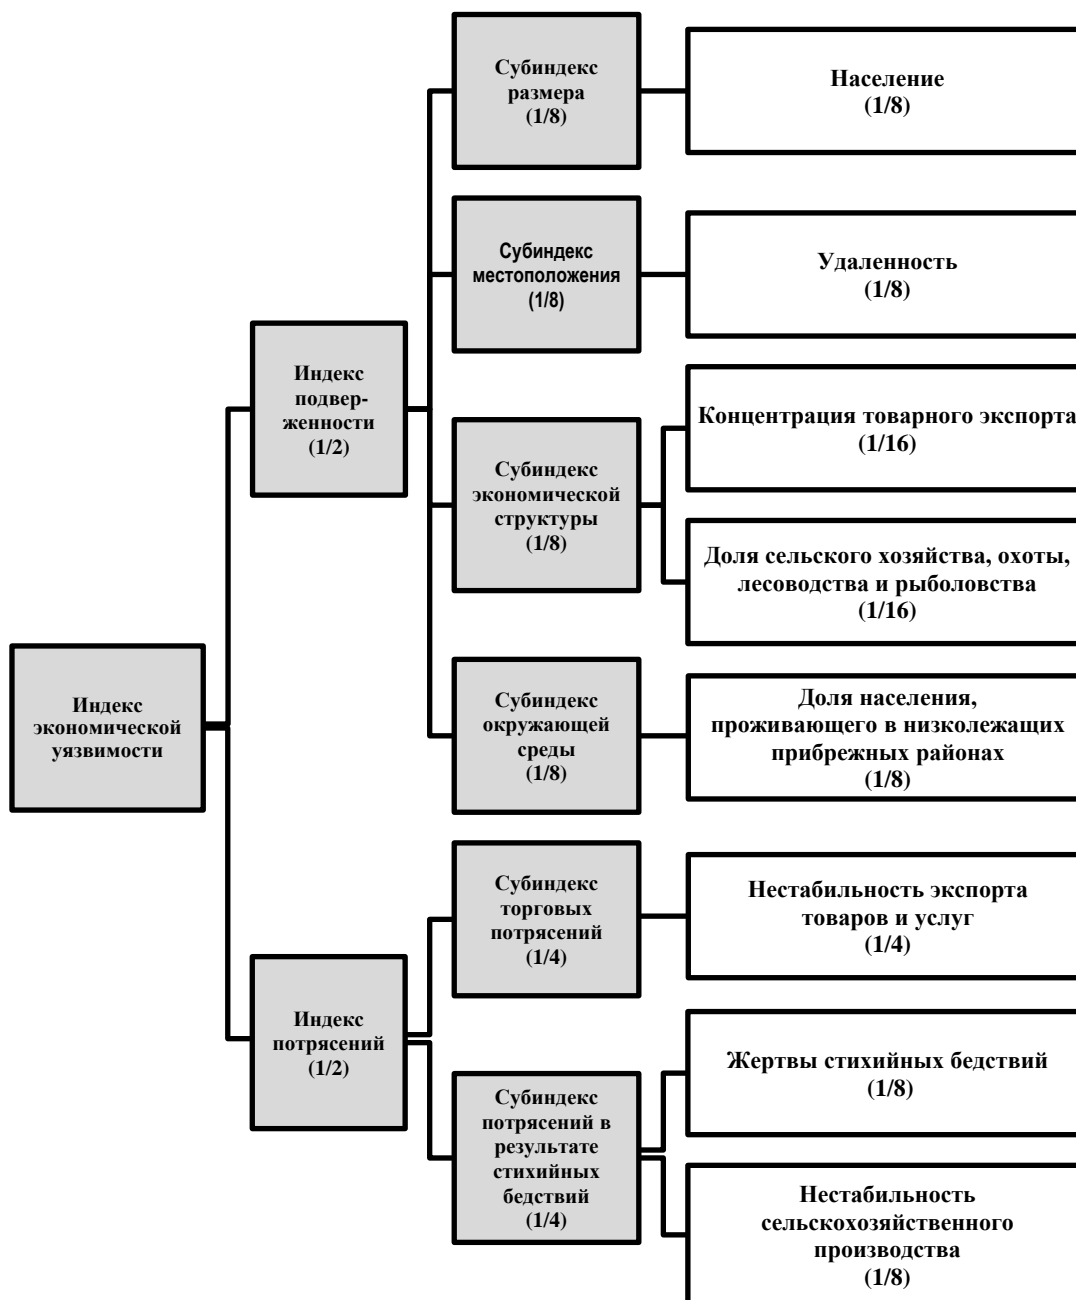 Субиндекс
размера
(1/8)
Население
(1/8)
Субиндекс
местоположения
(1/8)
Удаленность
(1/8)
Индекс
подвер-
женности
(1/2)
Концентрация товарного экспорта
(1/16)
Субиндекс
экономической
структуры
(1/8)
Доля сельского хозяйства, охоты,
лесоводства и рыболовства
(1/16)
Индекс
экономической
уязвимости
Субиндекс
окружающей
среды
(1/8)
Доля населения,
проживающего в низколежащих
прибрежных районах
(1/8)
Субиндекс
торговых
потрясений
(1/4)
Нестабильность экспорта
товаров и услуг
(1/4)
Индекс
потрясений
(1/2)
Жертвы стихийных бедствий
(1/8)
Субиндекс
потрясений в
результате
стихийных
бедствий
(1/4)
Нестабильность
сельскохозяйственного
производства
(1/8)